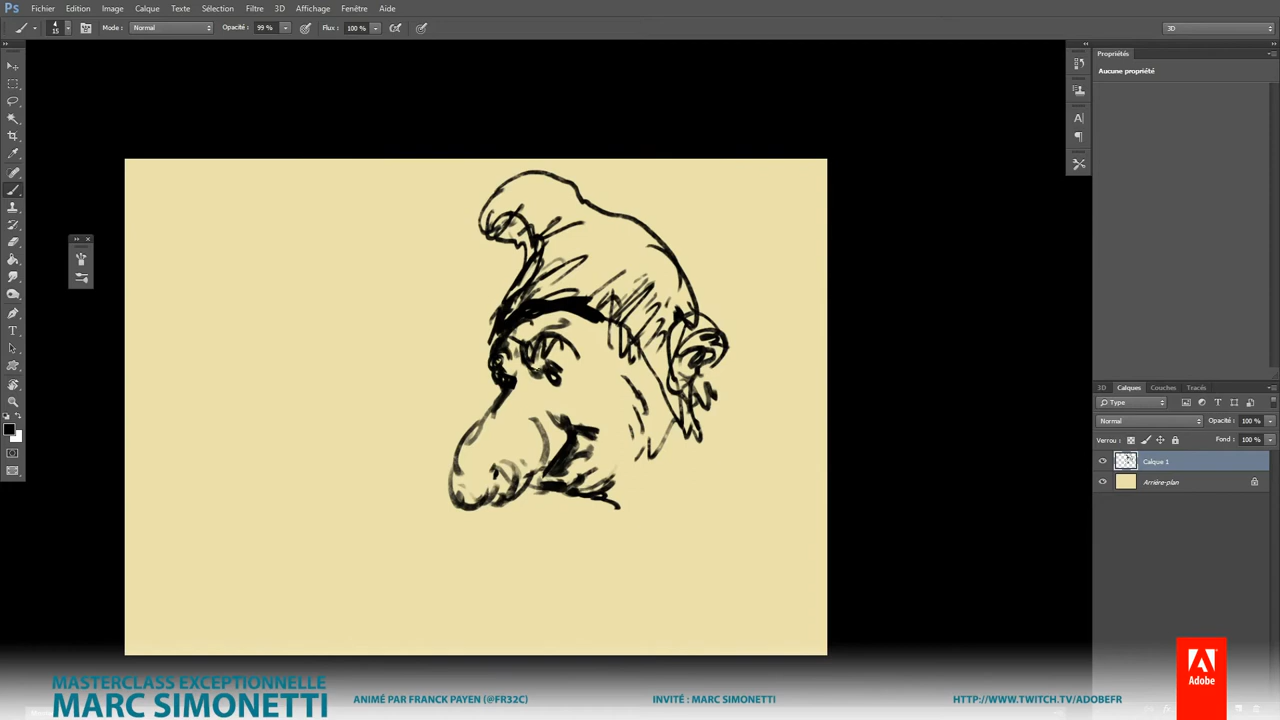 Ps Fichier Edition Image Calque Texte Sélection Filtre 3D Affichage Fenêtre Aide
15 Mode : Normal Opacité : 99 % Flux : 100 % 3D
Propriétés
Aucune propriété
3D Calques Couches Tracés
Type
Normal Opacité : 100 %
Verrou : Fond : 100 %
Calque 1
Arrière-plan
MASTERCLASS EXCEPTIONNELLE
MARC SIMONETTI
ANIMÉ PAR FRANCK PAYEN (@FR32C) INVITÉ : MARC SIMONETTI HTTP://WWW.TWITCH.TV/ADOBEFR
Adobe